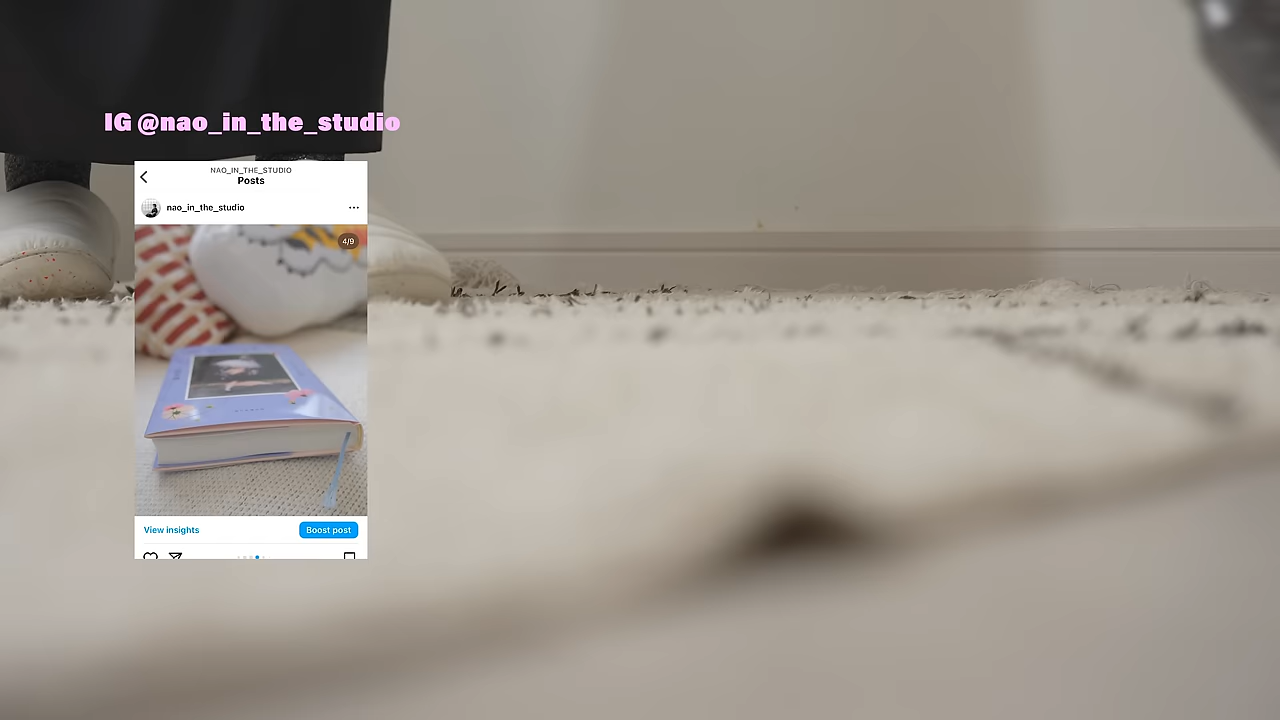 IG @nao_in_the_studio
NAO_IN_THE_STUDIO
Posts
nao_in_the_studio
4/9
View insights
Boost post